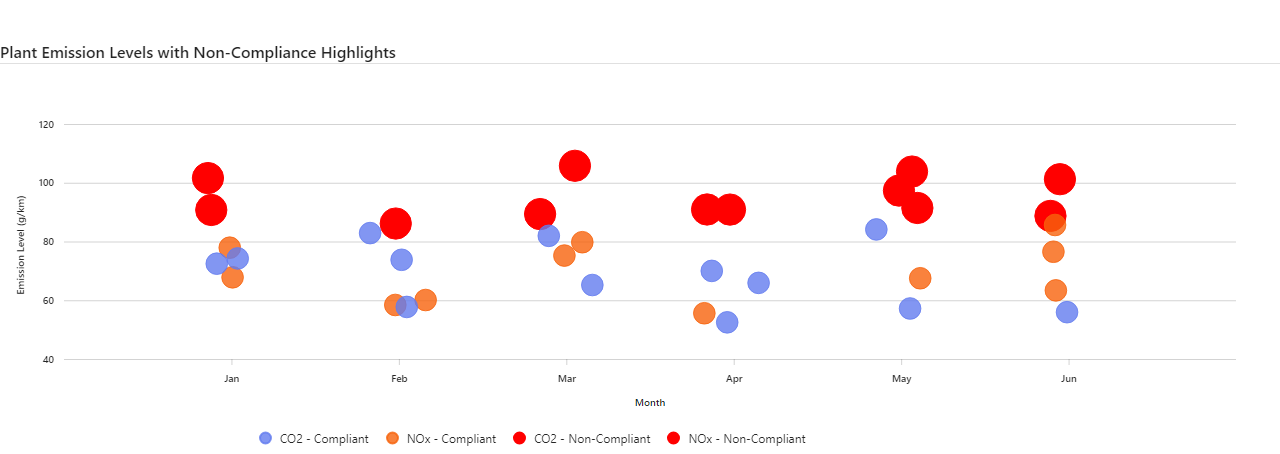 Plant Emission Levels with Non-Compliance Highlights
120
100
80
60
40
Emission Level (g/km)
Jan Feb Mar Apr May Jun
Month
CO2 - Compliant NOx - Compliant CO2 - Non-Compliant NOx - Non-Compliant